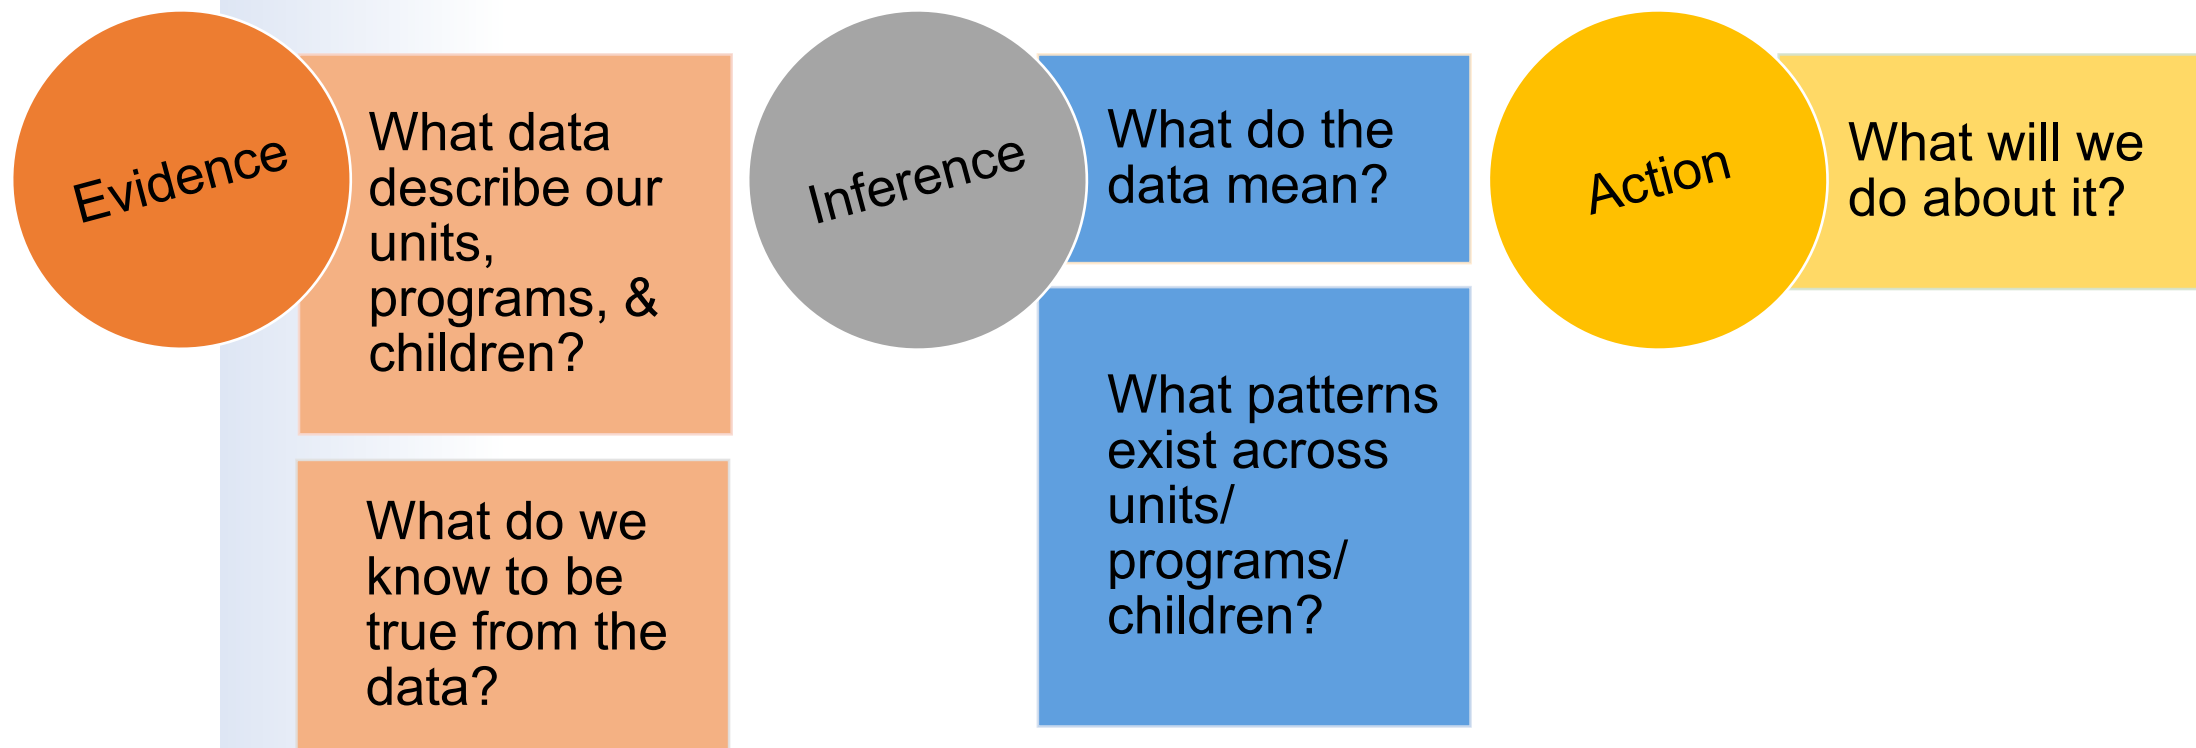 Evidence
What data
describe our
units,
programs, &
children?
What do we
know to be
true from the
data?
Inference
What do the
data mean?
What patterns
exist across
units/
programs/
children?
Action
What will we
do about it?